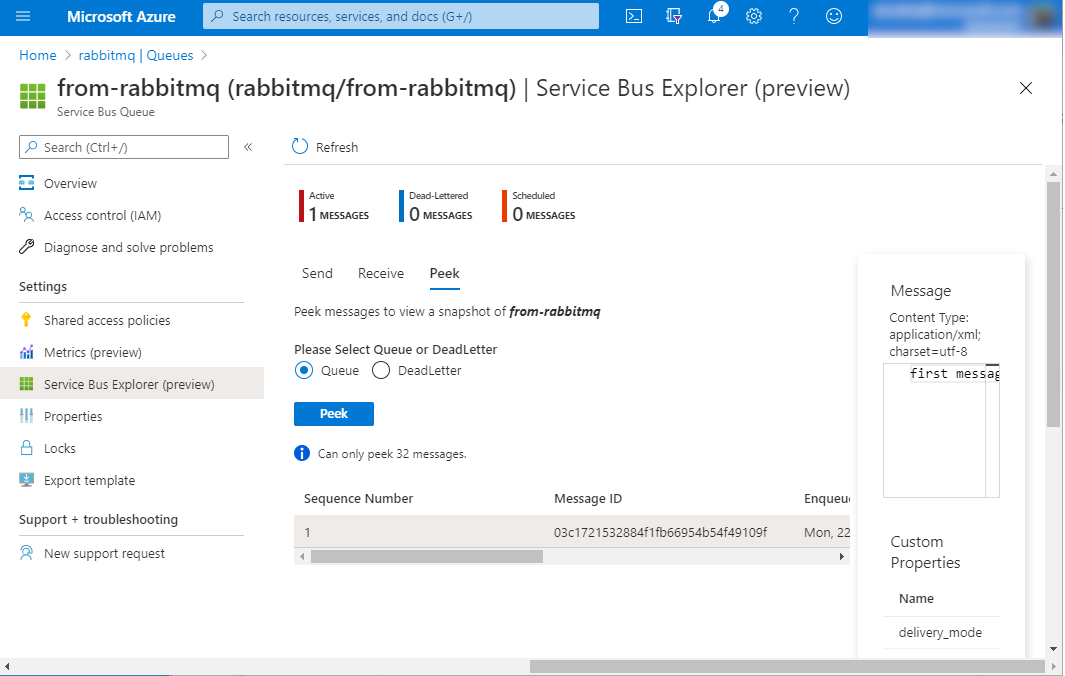 Microsoft Azure
Search resources, services, and docs (G+/)
4
Home > rabbitmq | Queues >
from-rabbitmq (rabbitmq/from-rabbitmq) | Service Bus Explorer (preview)
Service Bus Queue
Search (Ctrl+/)
«
Overview
Access control (IAM)
Diagnose and solve problems
Settings
Shared access policies
Metrics (preview)
Service Bus Explorer (preview)
Properties
Locks
Export template
Support + troubleshooting
New support request
Refresh
Active
1 MESSAGES
Dead-Lettered
0 MESSAGES
Scheduled
0 MESSAGES
Send Receive Peek
Peek messages to view a snapshot of from-rabbitmq
Please Select Queue or DeadLetter
Queue DeadLetter
Peek
Can only peek 32 messages.
Sequence Number Message ID Enqueu
1 03c1721532884f1fb66954b54f49109f Mon, 22
Message
Content Type:
application/xml;
charset=utf-8
first messag
Custom
Properties
Name
delivery_mode